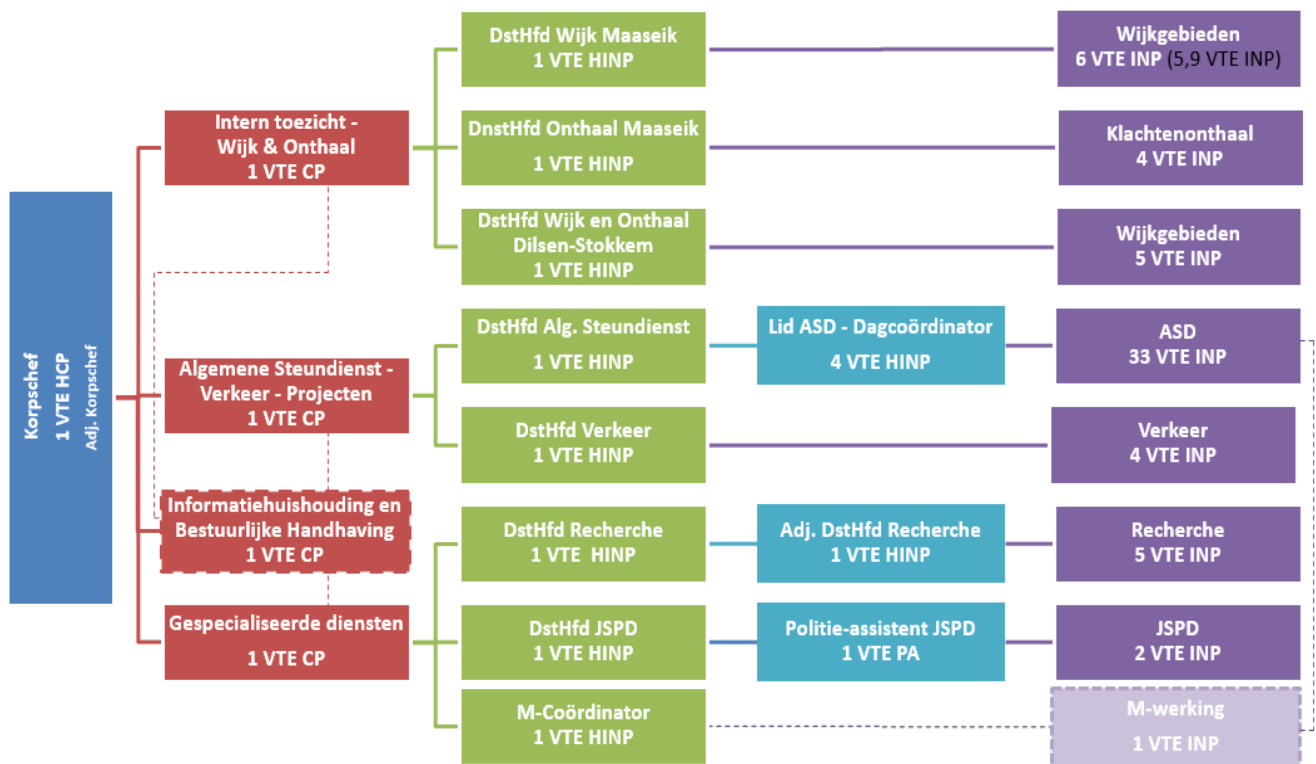 Korpschef
1 VTE HCP
Adj. Korpschef
Intern toezicht -
Wijk & Onthaal
1 VTE CP
Algemene Steundienst -
Verkeer - Projecten
1 VTE CP
Informatiehuishouding en
Bestuurlijke Handhaving
1 VTE CP
Gespecialiseerde diensten
1 VTE CP
DstHfd Wijk Maaseik
1 VTE HINP
DnstHfd Onthaal Maaseik
1 VTE HINP
DstHfd Wijk en Onthaal
Dilsen-Stokkem
1 VTE HINP
DstHfd Alg. Steundienst
1 VTE HINP
DstHfd Verkeer
1 VTE HINP
DstHfd Recherche
1 VTE HINP
DstHfd JSPD
1 VTE HINP
M-Coördinator
1 VTE HINP
Lid ASD - Dagcoördinator
4 VTE HINP
Adj. DstHfd Recherche
1 VTE HINP
Politie-assistent JSPD
1 VTE PA
Wijkgebieden
6 VTE INP (5,9 VTE INP)
Klachtenonthaal
4 VTE INP
Wijkgebieden
5 VTE INP
ASD
33 VTE INP
Verkeer
4 VTE INP
Recherche
5 VTE INP
JSPD
2 VTE INP
M-werking
1 VTE INP